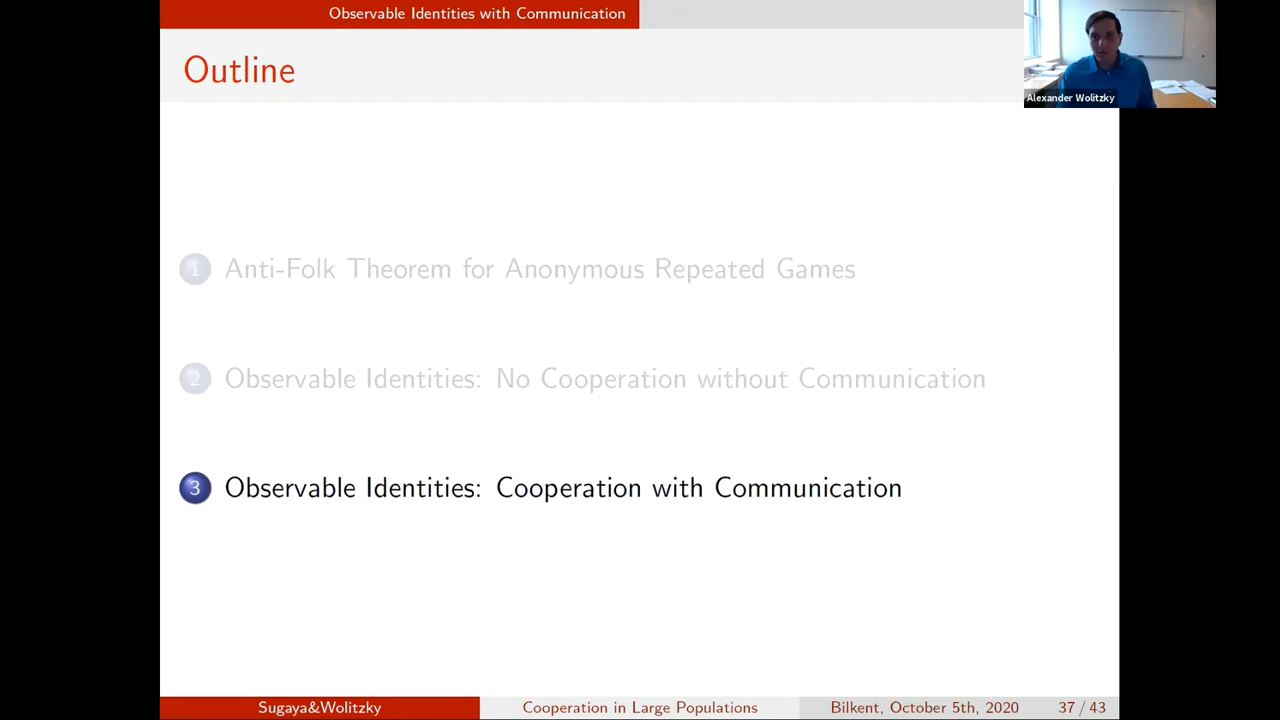 Observable Identities with Communication
Outline
Alexander Wolitzky
1 Anti-Folk Theorem for Anonymous Repeated Games
2 Observable Identities: No Cooperation without Communication
3 Observable Identities: Cooperation with Communication
Sugaya&Wolitzky Cooperation in Large Populations Bilkent, October 5th, 2020 37 / 43